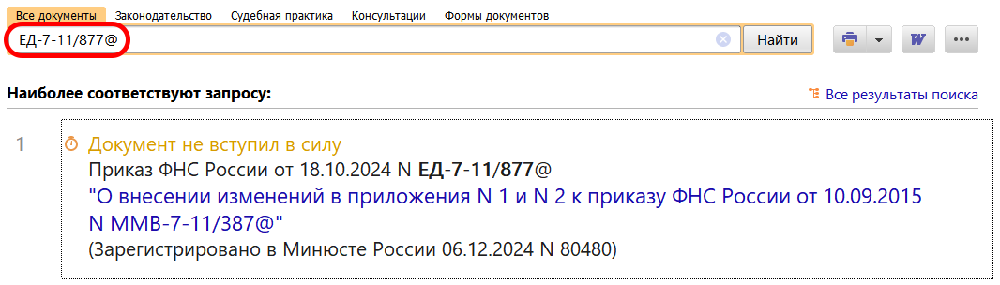 Все документы Законодательство Судебная практика Консультации Формы документов
ЕД-7-11/877@ Найти
Наиболее соответствуют запросу: Все результаты поиска
1 Документ не вступил в силу
Приказ ФНС России от 18.10.2024 N ЕД-7-11/877@
"О внесении изменений в приложения N 1 и N 2 к приказу ФНС России от 10.09.2015
N ММВ-7-11/387@"
(Зарегистрировано в Минюсте России 06.12.2024 N 80480)